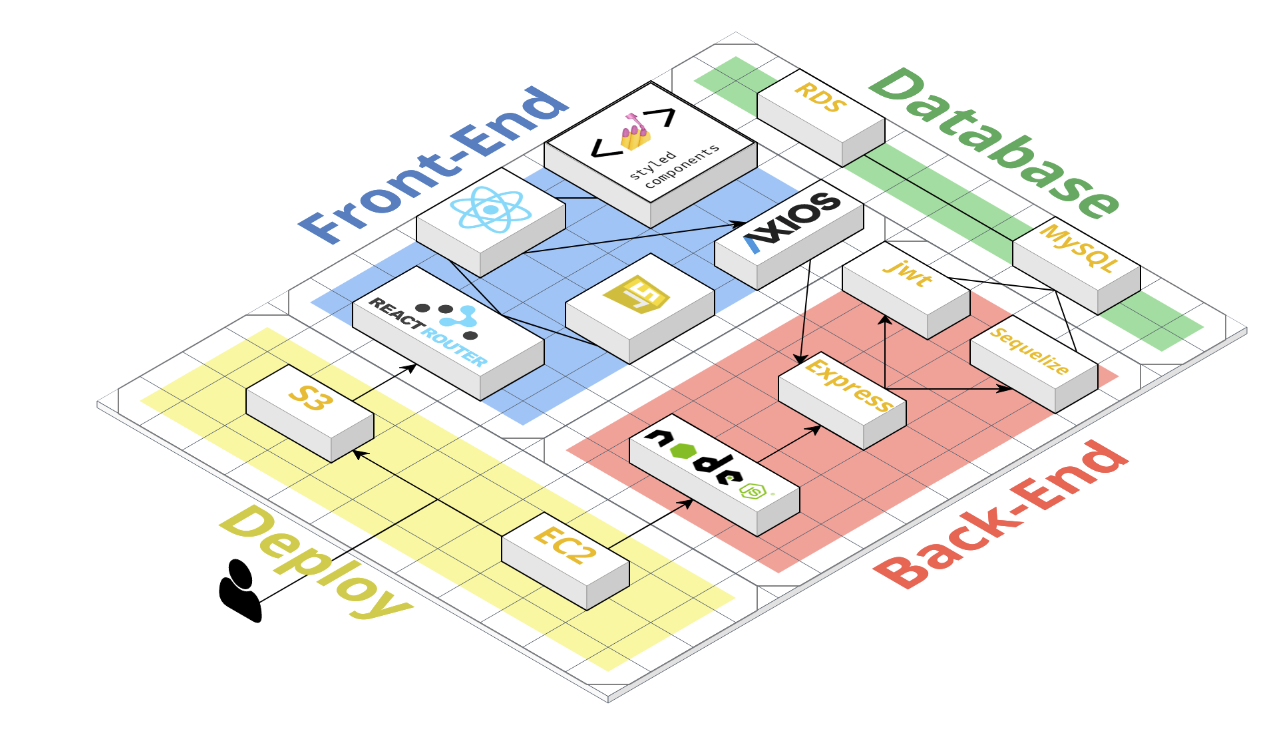 Front-End
Database
RDS
styled
components
AXIOS
MySQL
jwt
REACT
ROUTER
JS
Sequelize
Express
S3
node
JS
EC2
Deploy
Back-End